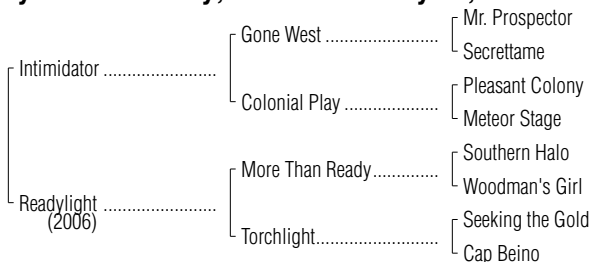 Mr. Prospector
Gone West
Secrettame
Intimidator
Pleasant Colony
Colonial Play
Meteor Stage
Southern Halo
More Than Ready
Woodman's Girl
Readylight
(2006)
Seeking the Gold
Torchlight
Cap Beino